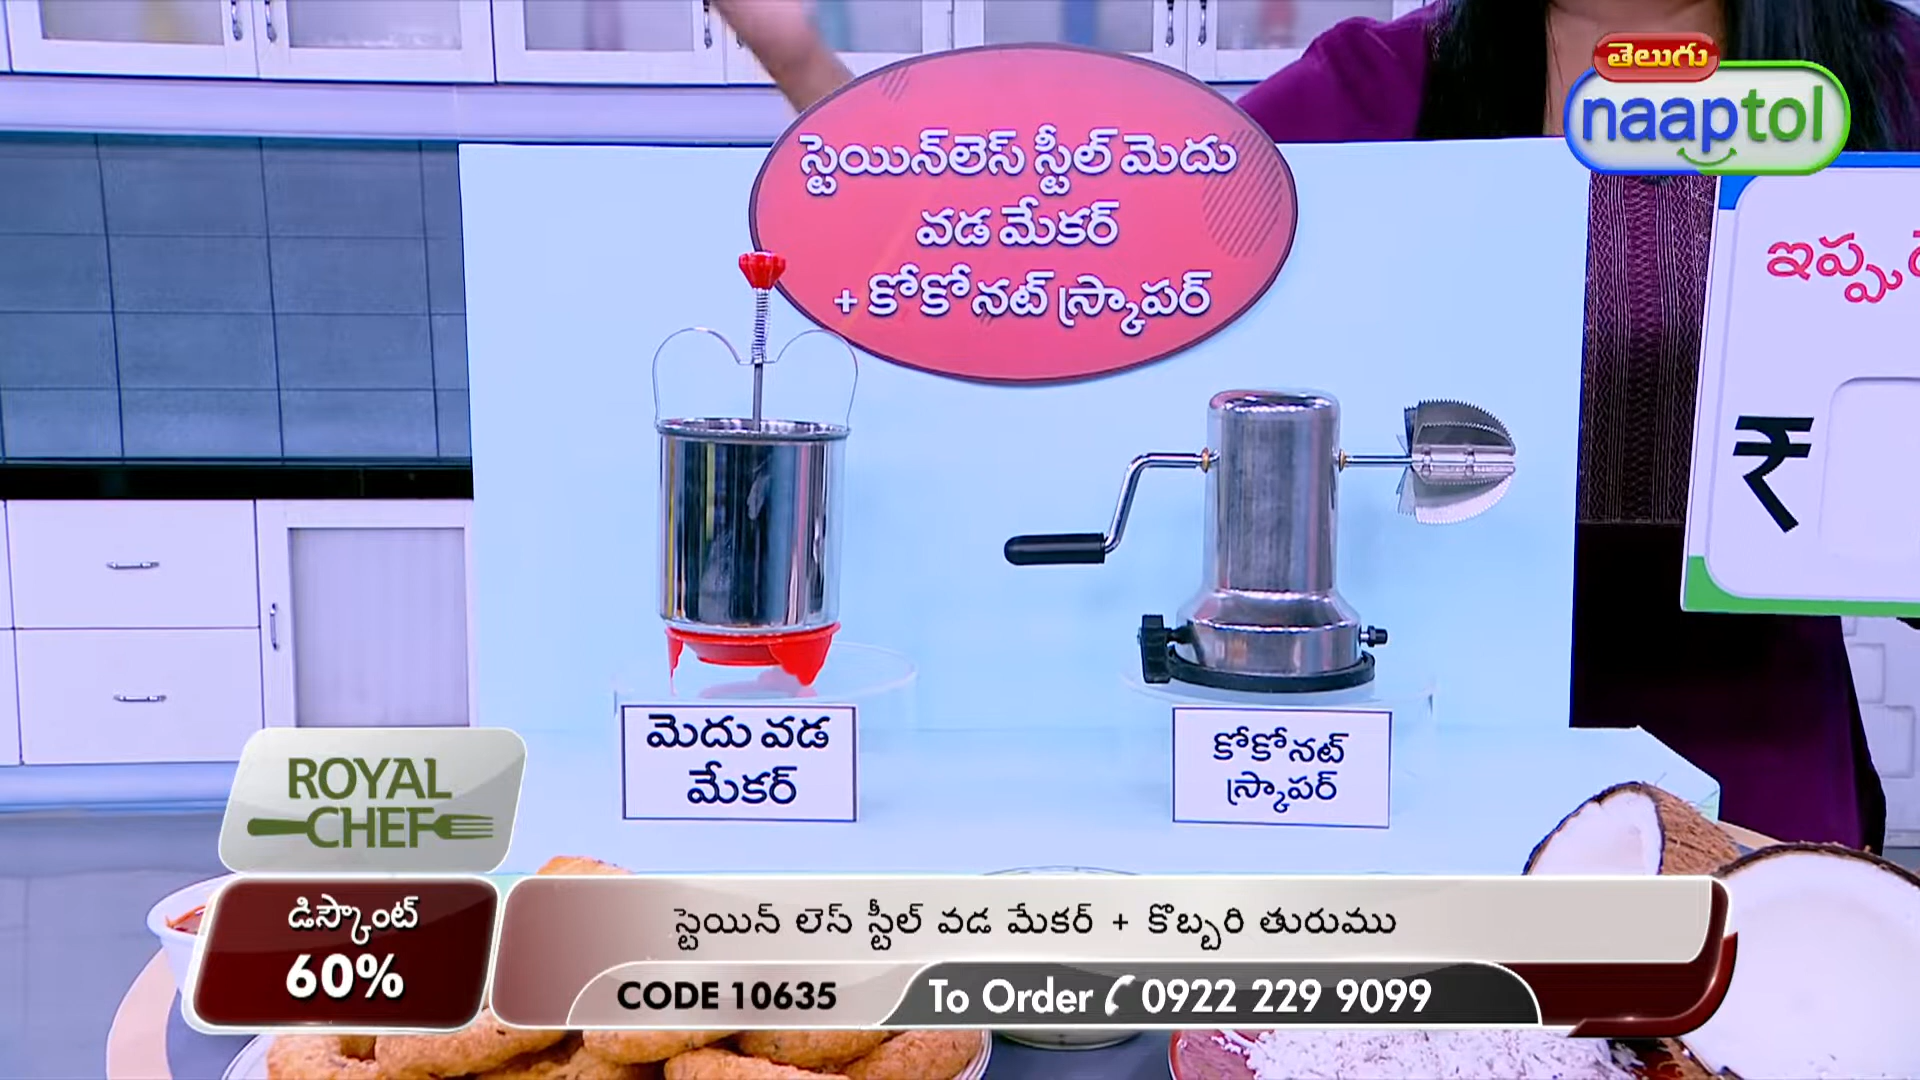 తెలుగు
naaptol
స్టెయిన్‌లెస్ స్టీల్ మెదు
వడ మేకర్
+ కోకోనట్ స్క్రాపర్
₹
మెదు వడ
మేకర్
కోకోనట్
స్క్రాపర్
ROYAL
CHEF
డిస్కౌంట్
60%
స్టెయిన్ లెస్ స్టీల్ వడ మేకర్ + కొబ్బరి తురుము
CODE 10635
To Order 0922 229 9099